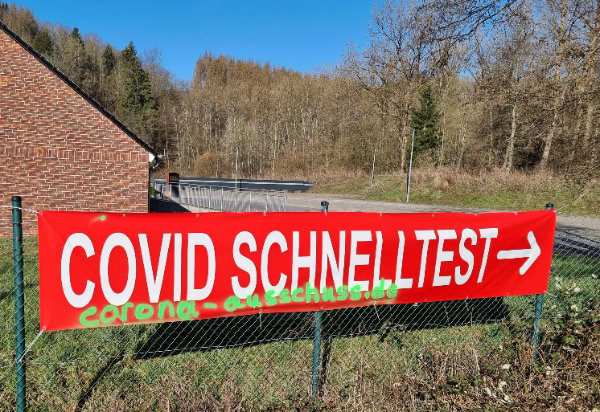 COVID SCHNELLTEST →
corona-ausschuss.de